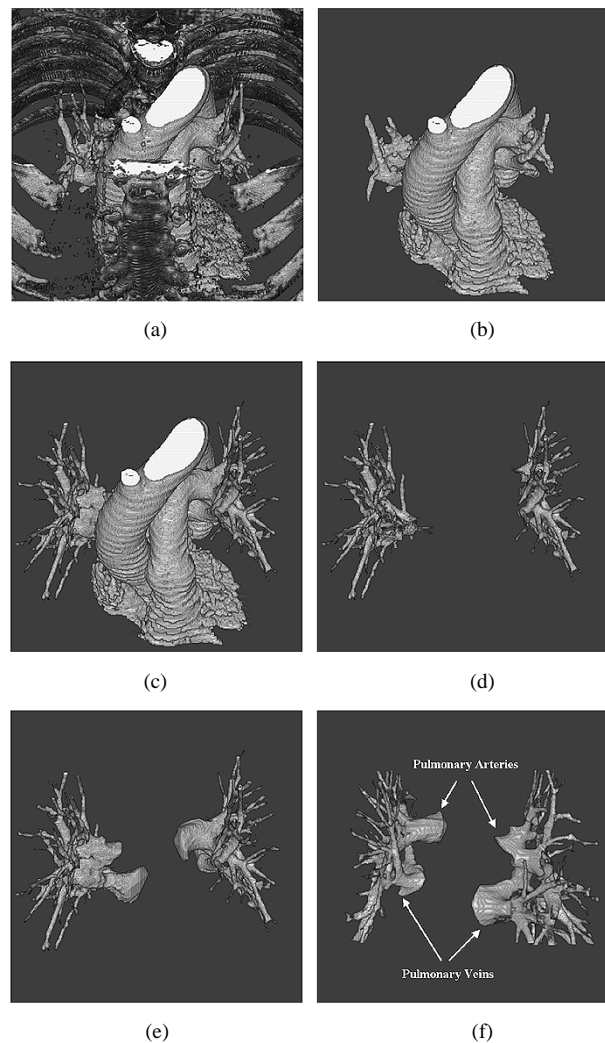 (a)
(b)
(c)
(d)
Pulmonary Arteries
Pulmonary Veins
(e)
(f)